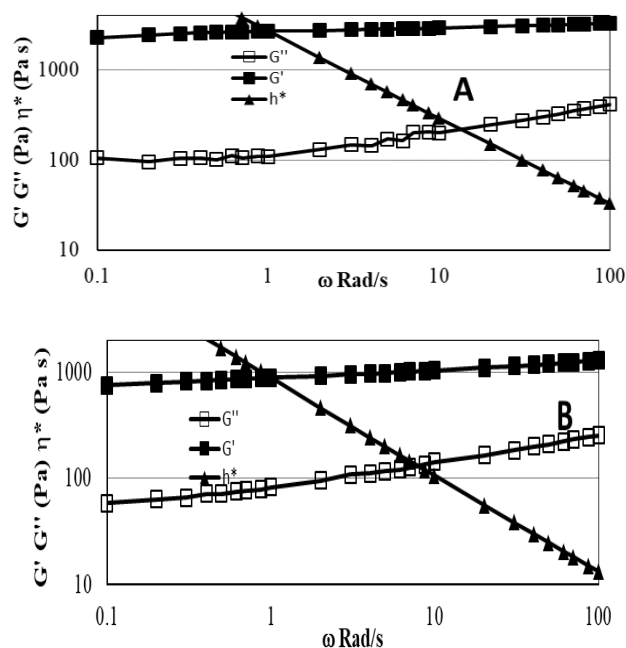 G' G'' (Pa) η* (Pa s)
1000
100
10
G''
G'
h*
A
0.1 1 10 100
ω Rad/s
G' G'' (Pa) η* (Pa s)
1000
100
10
G''
G'
h*
B
0.1 1 10 100
ω Rad/s